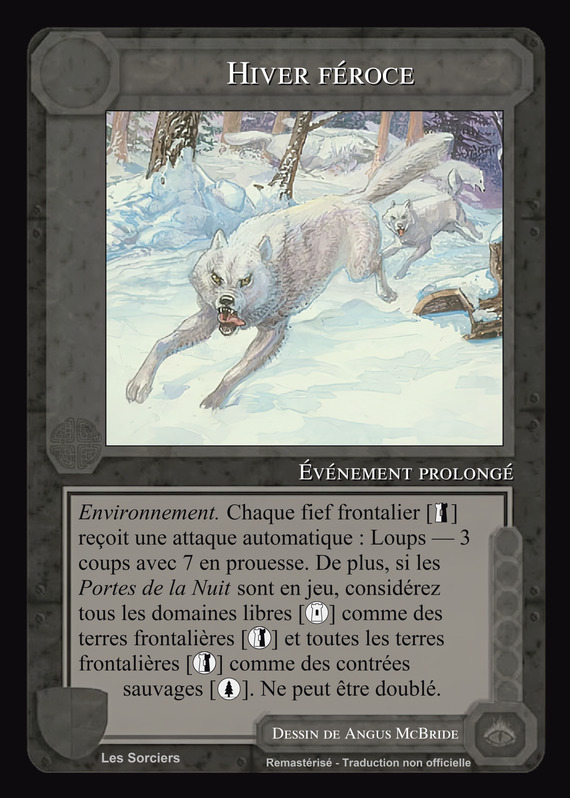 Hiver féroce
Événement prolongé
Environnement. Chaque fief frontalier [ ]
reçoit une attaque automatique : Loups — 3
coups avec 7 en prouesse. De plus, si les
Portes de la Nuit sont en jeu, considérez
tous les domaines libres [ ] comme des
terres frontalières [ ] et toutes les terres
frontalières [ ] comme des contrées
sauvages [ ]. Ne peut être doublé.
Dessin de Angus McBride
Les Sorciers
Remastérisé - Traduction non officielle